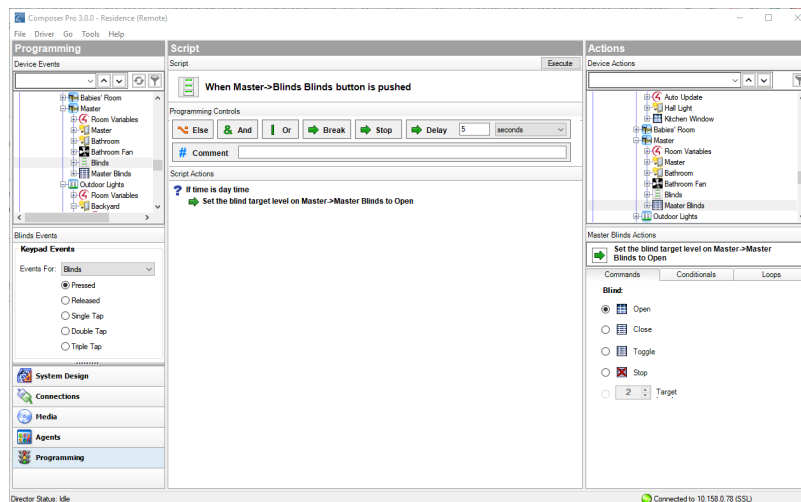 Composer Pro 3.0.0 - Residence (Remote)
File Driver Go Tools Help
Programming
Device Events
Babies' Room
Master
Room Variables
Master
Bathroom
Bathroom Fan
Blinds
Master Blinds
Outdoor Lights
Room Variables
Backyard
Blinds Events
Keypad Events
Events For: Blinds
Pressed
Released
Single Tap
Double Tap
Triple Tap
System Design
Connections
Media
Agents
Programming
Director Status: Idle
Script
Script
Execute
When Master->Blinds Blinds button is pushed
Programming Controls
Else And Or Break Stop Delay 5 seconds
# Comment
Script Actions
? If time is day time
Set the blind target level on Master->Master Blinds to Open
Actions
Device Actions
Auto Update
Hall Light
Kitchen Window
Babies' Room
Master
Room Variables
Master
Bathroom
Bathroom Fan
Blinds
Master Blinds
Outdoor Lights
Master Blinds Actions
Set the blind target level on Master->Master
Blinds to Open
Commands Conditionals Loops
Blind:
Open
Close
Toggle
Stop
2 Target
Connected to 10.158.0.78 (SSL)